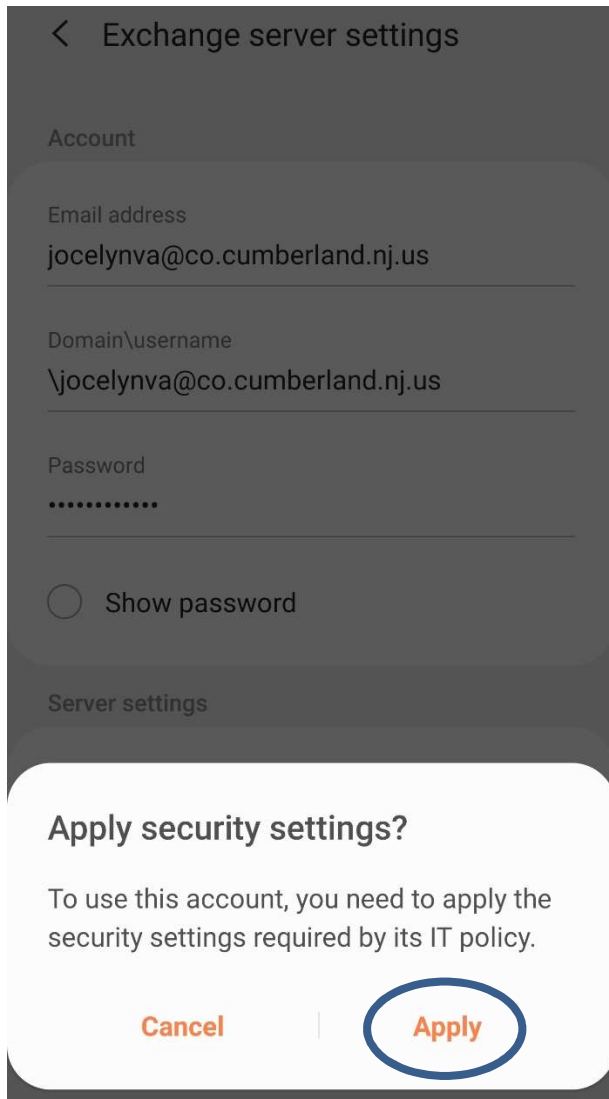 Exchange server settings
Account
Email address
jocelynva@co.cumberland.nj.us
Domain\username
\jocelynva@co.cumberland.nj.us
Password
••••••••••••
Show password
Server settings
Apply security settings?
To use this account, you need to apply the
security settings required by its IT policy.
Cancel
Apply